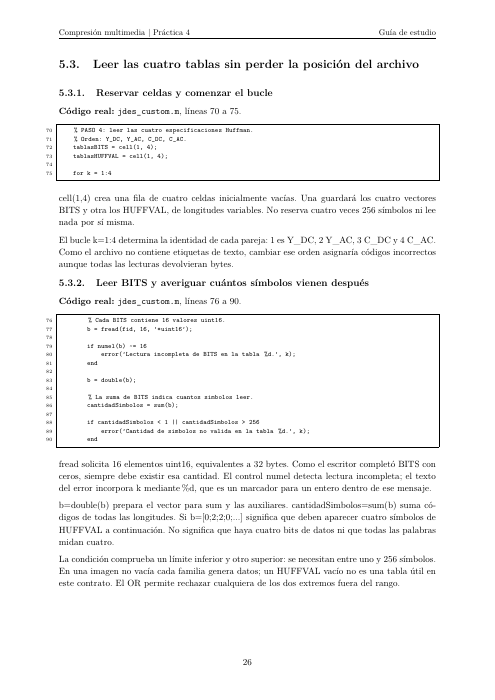 Compresión multimedia | Práctica 4 Guía de estudio
5.3. Leer las cuatro tablas sin perder la posición del archivo
5.3.1. Reservar celdas y comenzar el bucle
Código real: jdes_custom.m, líneas 70 a 75.
70 % PASO 4: leer las cuatro especificaciones Huffman.
71 % Orden: Y_DC, Y_AC, C_DC, C_AC.
72 tablasBITS = cell(1, 4);
73 tablasHUFFVAL = cell(1, 4);
74
75 for k = 1:4
cell(1,4) crea una fila de cuatro celdas inicialmente vacías. Una guardará los cuatro vectores
BITS y otra los HUFFVAL, de longitudes variables. No reserva cuatro veces 256 símbolos ni lee
nada por sí misma.
El bucle k=1:4 determina la identidad de cada pareja: 1 es Y_DC, 2 Y_AC, 3 C_DC y 4 C_AC.
Como el archivo no contiene etiquetas de texto, cambiar ese orden asignaría códigos incorrectos
aunque todas las lecturas devolvieran bytes.
5.3.2. Leer BITS y averiguar cuántos símbolos vienen después
Código real: jdes_custom.m, líneas 76 a 90.
76 % Cada BITS contiene 16 valores uint16.
77 b = fread(fid, 16, '*uint16');
78
79 if numel(b) ~= 16
80 error('Lectura incompleta de BITS en la tabla %d.', k);
81 end
82
83 b = double(b);
84
85 % La suma de BITS indica cuantos simbolos leer.
86 cantidadSimbolos = sum(b);
87
88 if cantidadSimbolos < 1 || cantidadSimbolos > 256
89 error('Cantidad de simbolos no valida en la tabla %d.', k);
90 end
fread solicita 16 elementos uint16, equivalentes a 32 bytes. Como el escritor completó BITS con
ceros, siempre debe existir esa cantidad. El control numel detecta lectura incompleta; el texto
del error incorpora k mediante %d, que es un marcador para un entero dentro de ese mensaje.
b=double(b) prepara el vector para sum y las auxiliares. cantidadSimbolos=sum(b) suma có-
digos de todas las longitudes. Si b=[0;2;2;0;...] significa que deben aparecer cuatro símbolos de
HUFFVAL a continuación. No significa que haya cuatro bits de datos ni que todas las palabras
midan cuatro.
La condición comprueba un límite inferior y otro superior: se necesitan entre uno y 256 símbolos.
En una imagen no vacía cada familia genera datos; un HUFFVAL vacío no es una tabla útil en
este contrato. El OR permite rechazar cualquiera de los dos extremos fuera del rango.
26